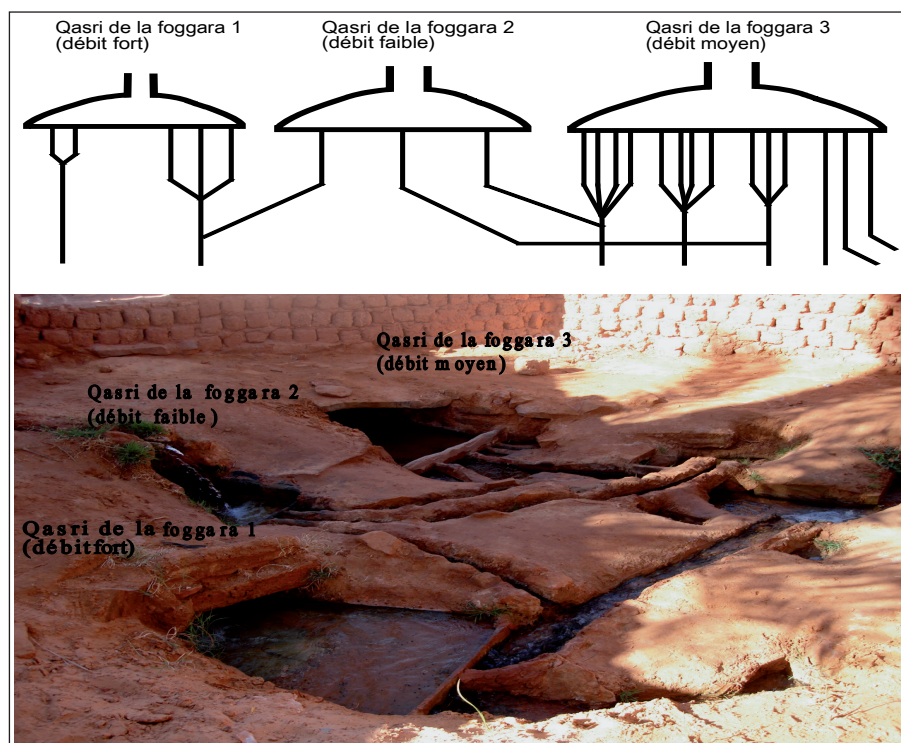 Qasri de la foggara 1
(débit fort)
Qasri de la foggara 2
(débit faible)
Qasri de la foggara 3
(débit moyen)
Qasri de la foggara 3
(débit moyen)
Qasri de la foggara 2
(débit faible)
Qasri de la foggara 1
(débit fort)